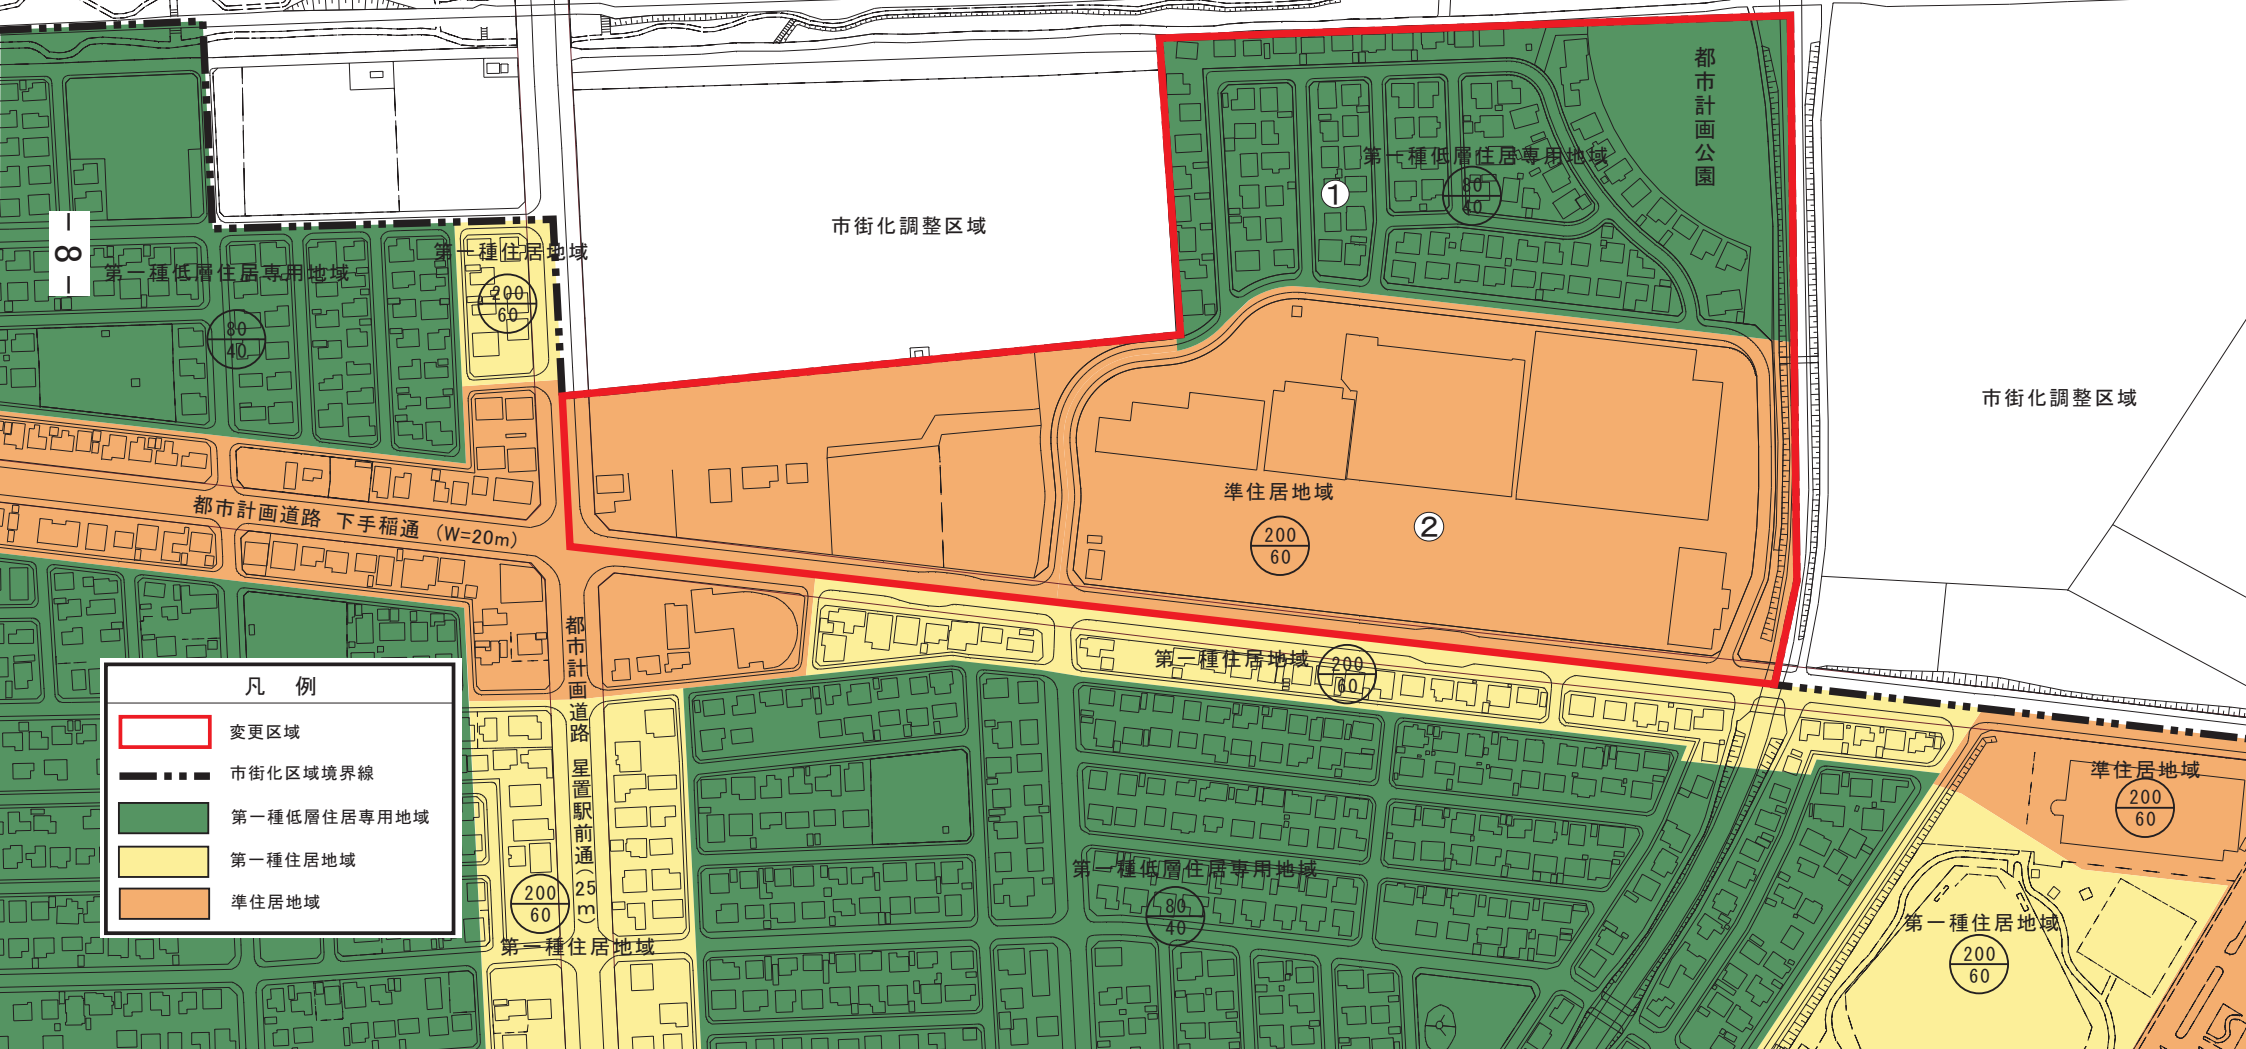 都市計画公園
第一種低層住居専用地域
80
40
①
市街化調整区域
－8－
第一種住居地域
200
60
第一種低層住居専用地域
80
40
市街化調整区域
準住居地域
200
60
②
都市計画道路 下手稲通 (W=20m)
都市計画道路 星置駅前通(25m)
第一種住居地域
200
60
凡 例
変更区域
市街化区域境界線
第一種低層住居専用地域
第一種住居地域
準住居地域
準住居地域
200
60
第一種低層住居専用地域
80
40
200
60
第一種住居地域
第一種住居地域
200
60